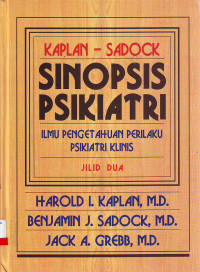 KAPLAN – SADOCK
SINOPSIS
PSIKIATRI
ILMU PENGETAHUAN PERILAKU
PSIKIATRI KLINIS
JILID DUA
HAROLD I. KAPLAN, M.D.
BENJAMIN J. SADOCK, M.D.
JACK A. GREBB, M.D.